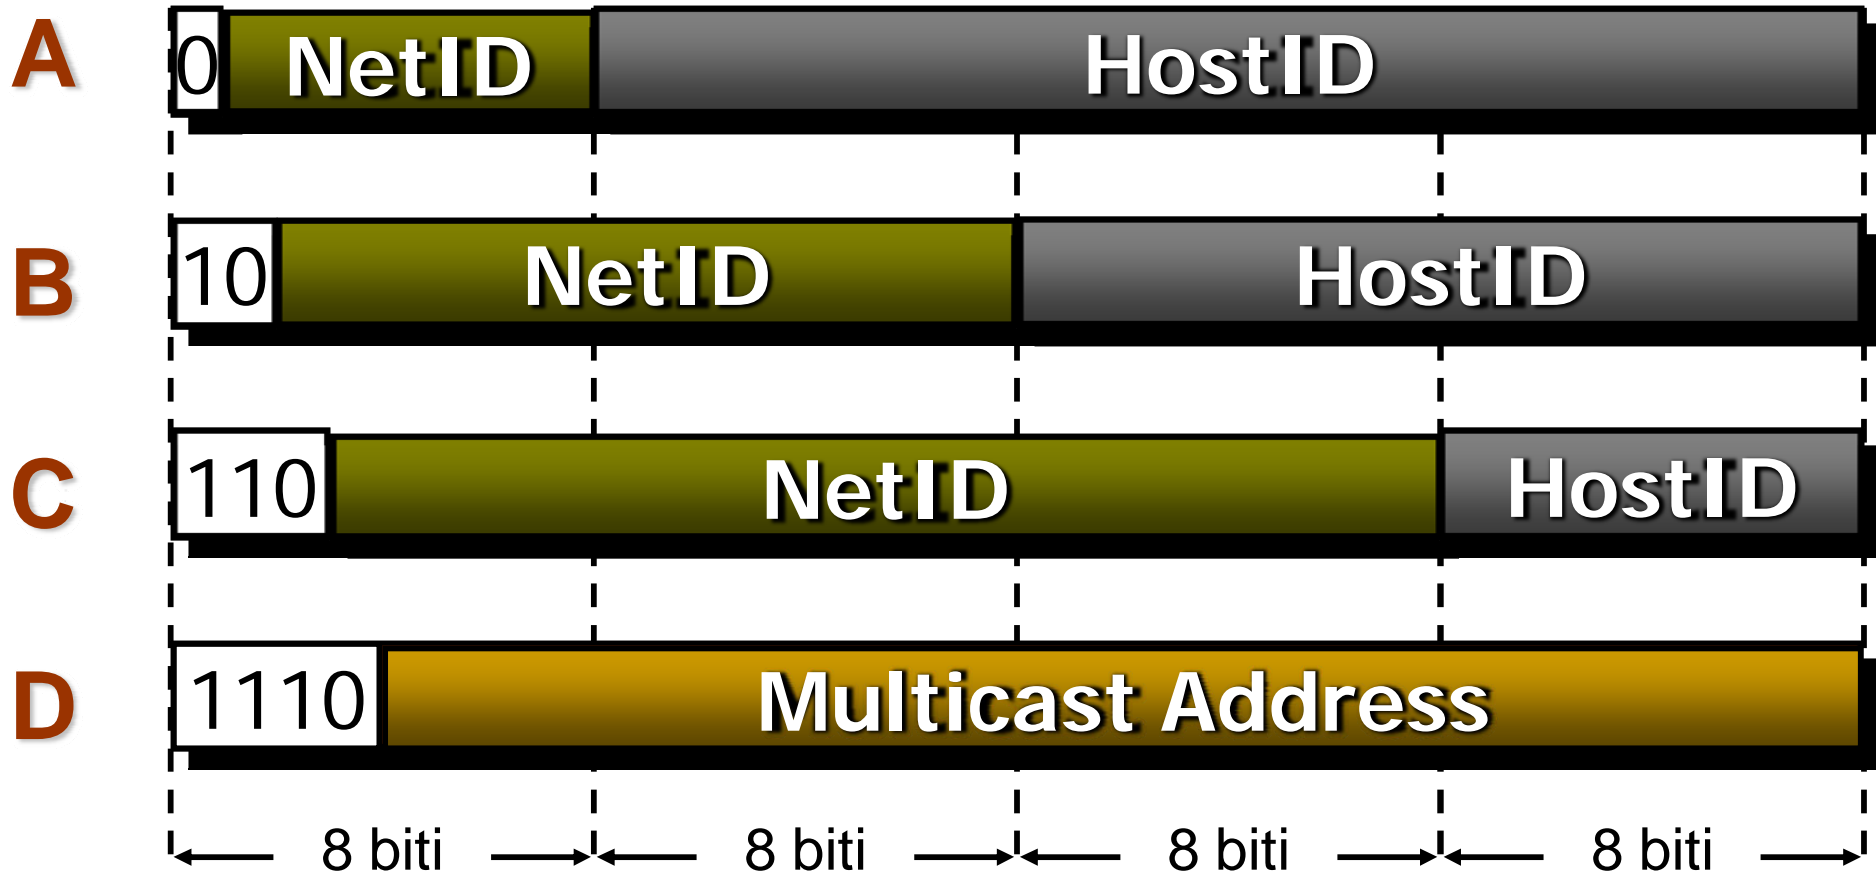 A 0 NetID HostID
B 10 NetID HostID
C 110 NetID HostID
D 1110 Multicast Address
8 biti 8 biti 8 biti 8 biti